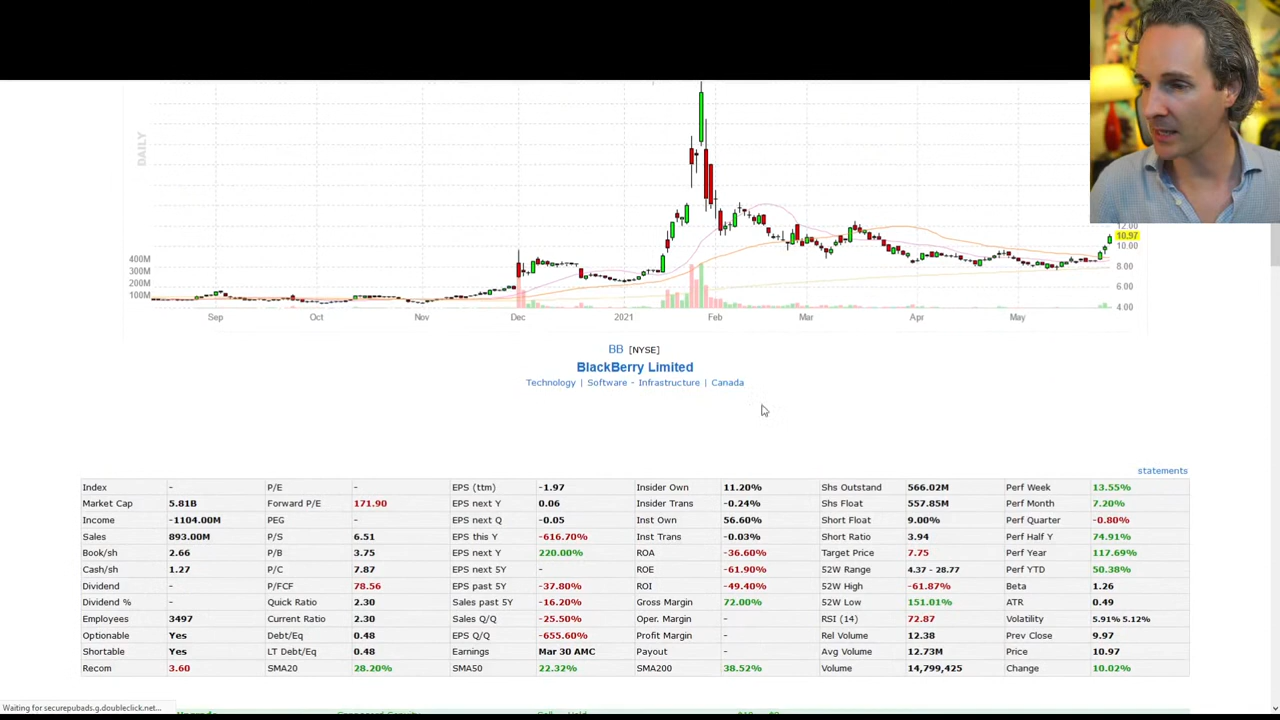 DAILY
12.00
10.97
10.00
8.00
6.00
4.00
400M
300M
200M
100M
Sep Oct Nov Dec 2021 Feb Mar Apr May
BB [NYSE]
BlackBerry Limited
Technology | Software - Infrastructure | Canada
statements
Index - P/E - EPS (ttm) -1.97 Insider Own 11.20% Shs Outstand 566.02M Perf Week 13.55%
Market Cap 5.81B Forward P/E 171.90 EPS next Y 0.06 Insider Trans -0.24% Shs Float 557.85M Perf Month 7.20%
Income -1104.00M PEG - EPS next Q -0.05 Inst Own 56.60% Short Float 9.00% Perf Quarter -0.80%
Sales 893.00M P/S 6.51 EPS this Y -616.70% Inst Trans -0.03% Short Ratio 3.94 Perf Half Y 74.91%
Book/sh 2.66 P/B 3.75 EPS next Y 220.00% ROA -36.60% Target Price 7.75 Perf Year 117.69%
Cash/sh 1.27 P/C 7.87 EPS next 5Y - ROE -61.90% 52W Range 4.37 - 28.77 Perf YTD 50.38%
Dividend - P/FCF 78.56 EPS past 5Y -37.80% ROI -49.40% 52W High -61.87% Beta 1.26
Dividend % - Quick Ratio 2.30 Sales past 5Y -16.20% Gross Margin 72.00% 52W Low 151.01% ATR 0.49
Employees 3497 Current Ratio 2.30 Sales Q/Q -25.50% Oper. Margin - RSI (14) 72.87 Volatility 5.91% 5.12%
Optionable Yes Debt/Eq 0.48 EPS Q/Q -655.60% Profit Margin - Rel Volume 12.38 Prev Close 9.97
Shortable Yes LT Debt/Eq 0.48 Earnings Mar 30 AMC Payout - Avg Volume 12.73M Price 10.97
Recom 3.60 SMA20 28.20% SMA50 22.32% SMA200 38.52% Volume 14,799,425 Change 10.02%
Waiting for securepubads.g.doubleclick.net...